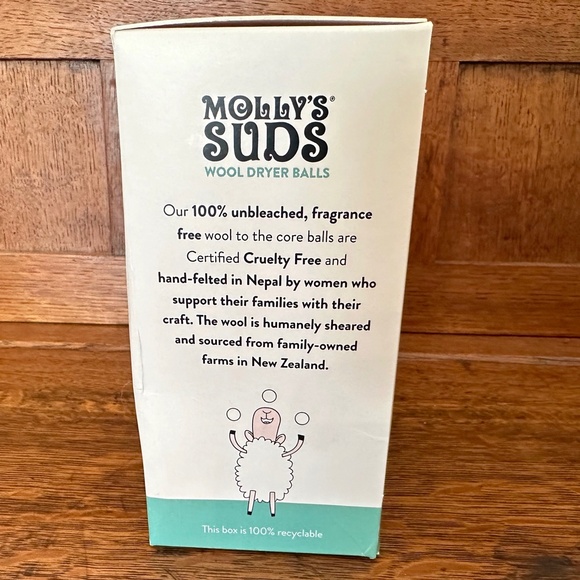 MOLLY'S®
SUDS
WOOL DRYER BALLS
Our 100% unbleached, fragrance
free wool to the core balls are
Certified Cruelty Free and
hand-felted in Nepal by women who
support their families with their
craft. The wool is humanely sheared
and sourced from family-owned
farms in New Zealand.
This box is 100% recyclable